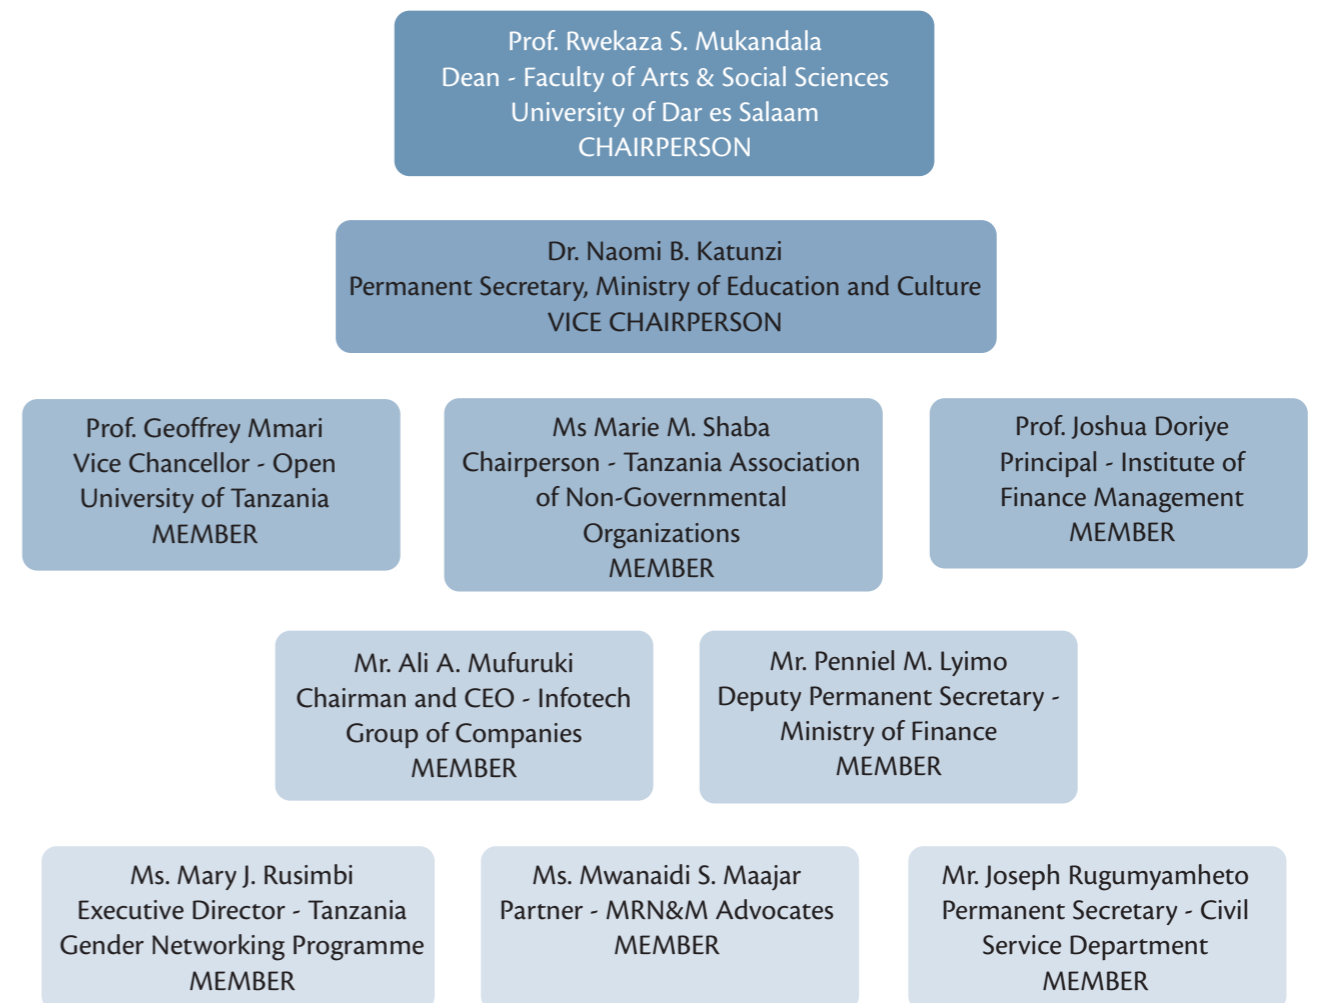 Prof. Rwekaza S. Mukandala
Dean - Faculty of Arts & Social Sciences
University of Dar es Salaam
CHAIRPERSON
Dr. Naomi B. Katunzi
Permanent Secretary, Ministry of Education and Culture
VICE CHAIRPERSON
Prof. Geoffrey Mmari
Vice Chancellor - Open
University of Tanzania
MEMBER
Ms Marie M. Shaba
Chairperson - Tanzania Association
of Non-Governmental
Organizations
MEMBER
Prof. Joshua Doriye
Principal - Institute of
Finance Management
MEMBER
Mr. Ali A. Mufuruki
Chairman and CEO - Infotech
Group of Companies
MEMBER
Mr. Penniel M. Lyimo
Deputy Permanent Secretary -
Ministry of Finance
MEMBER
Ms. Mary J. Rusimbi
Executive Director - Tanzania
Gender Networking Programme
MEMBER
Ms. Mwanaidi S. Maajar
Partner - MRN&M Advocates
MEMBER
Mr. Joseph Rugumyamheto
Permanent Secretary - Civil
Service Department
MEMBER